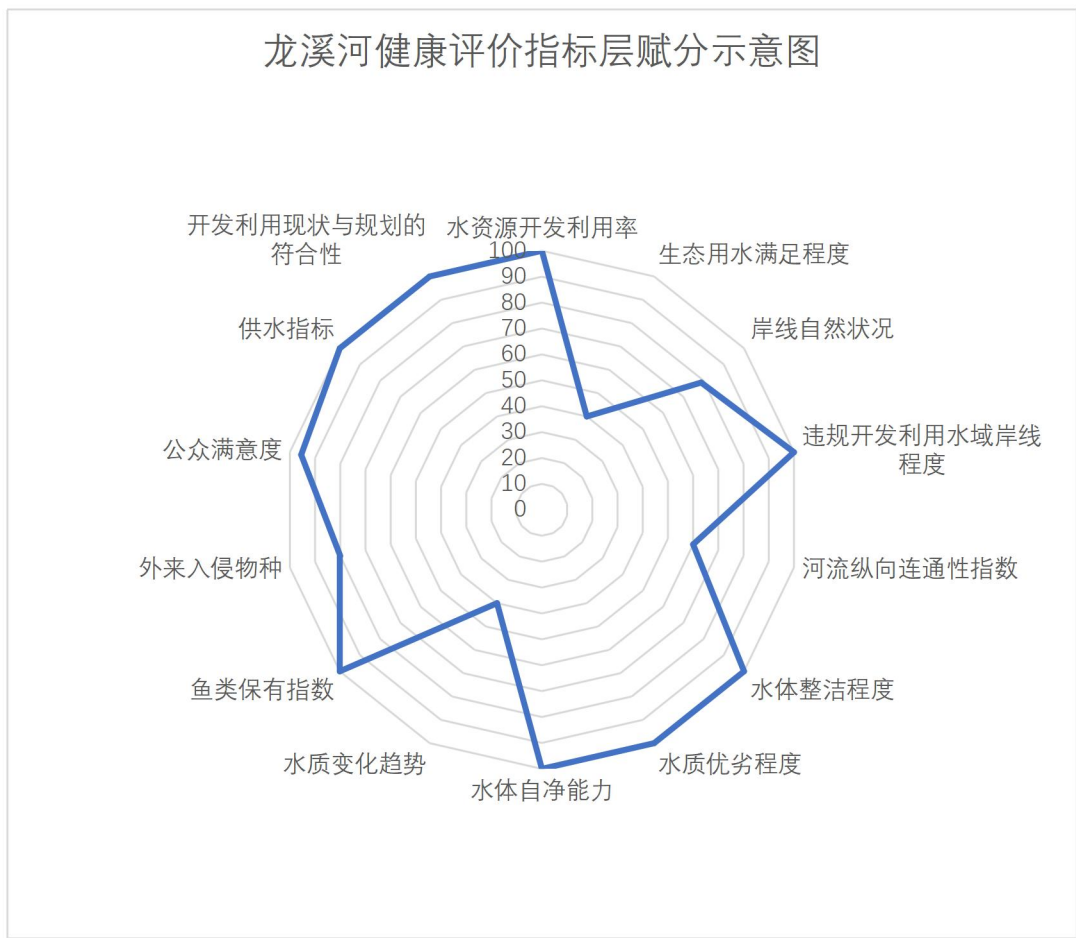 龙溪河健康评价指标层赋分示意图
开发利用现状与规划的
符合性
水资源开发利用率
生态用水满足程度
岸线自然状况
违规开发利用水域岸线
程度
河流纵向连通性指数
水体整洁程度
水质优劣程度
水体自净能力
水质变化趋势
鱼类保有指数
外来入侵物种
公众满意度
供水指标
100
90
80
70
60
50
40
30
20
10
0